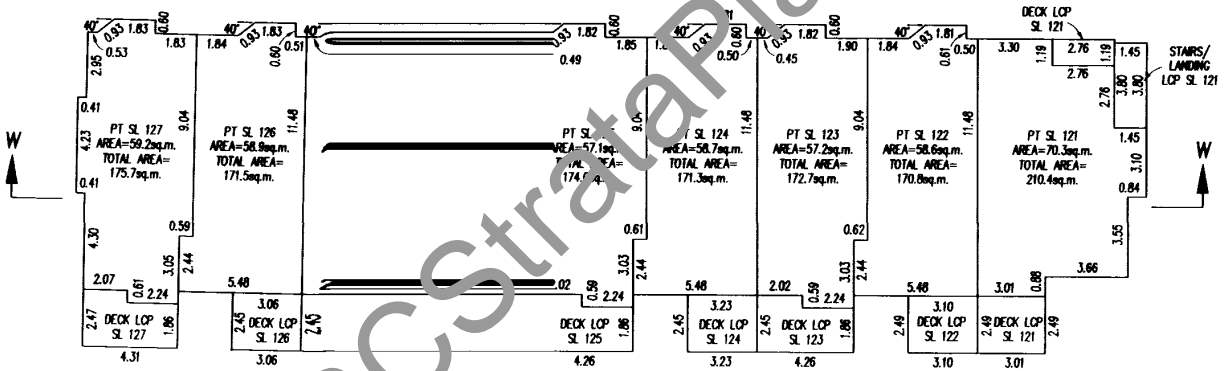 40° 0.93 1.83 0.60 1.83 1.84 40° 0.93 1.83 0.60 0.51 40° 0.93 1.82 0.60 1.85 40° 0.93 0.60 0.50 40° 0.93 1.82 0.60 1.90 1.84 40° 0.93 1.81 0.61 0.50
0.53 0.49 0.45
DECK LCP
SL 121
3.30 1.19 2.76 1.19 1.45
2.76
STAIRS/
LANDING
LCP SL 121
2.76 3.80 3.80
1.45
3.10
0.84
3.55
3.66
0.88
2.95
0.41
4.23
0.41
4.30
W
W
9.04 11.48 9.04 11.48 9.04 11.48
PT SL 127
AREA=59.2sq.m.
TOTAL AREA=
175.7sq.m.
PT SL 126
AREA=58.9sq.m.
TOTAL AREA=
171.5sq.m.
PT SL
AREA=57.1sq.m.
TOTAL AREA=
PT SL 124
AREA=58.7sq.m.
TOTAL AREA=
171.3sq.m.
PT SL 123
AREA=57.2sq.m.
TOTAL AREA=
172.7sq.m.
PT SL 122
AREA=58.6sq.m.
TOTAL AREA=
170.8sq.m.
PT SL 121
AREA=70.3sq.m.
TOTAL AREA=
210.4sq.m.
0.59 3.05 2.44 0.61 3.03 2.44 0.62 3.03 2.44
2.07 0.61 2.24 5.48 3.06 .02 0.59 2.24 5.48 3.23 2.02 0.59 2.24 5.48 3.10 3.01
2.47
DECK LCP
SL 127
1.86
4.31
2.45
DECK LCP
SL 126
2.45
3.06
DECK LCP
SL 125
1.86
4.26
2.45
DECK LCP
SL 124
2.45
3.23
DECK LCP
SL 123
1.86
4.26
2.49
DECK LCP
SL 122
2.49
3.10
DECK LCP
SL 121
2.49
3.01
CStrataPla